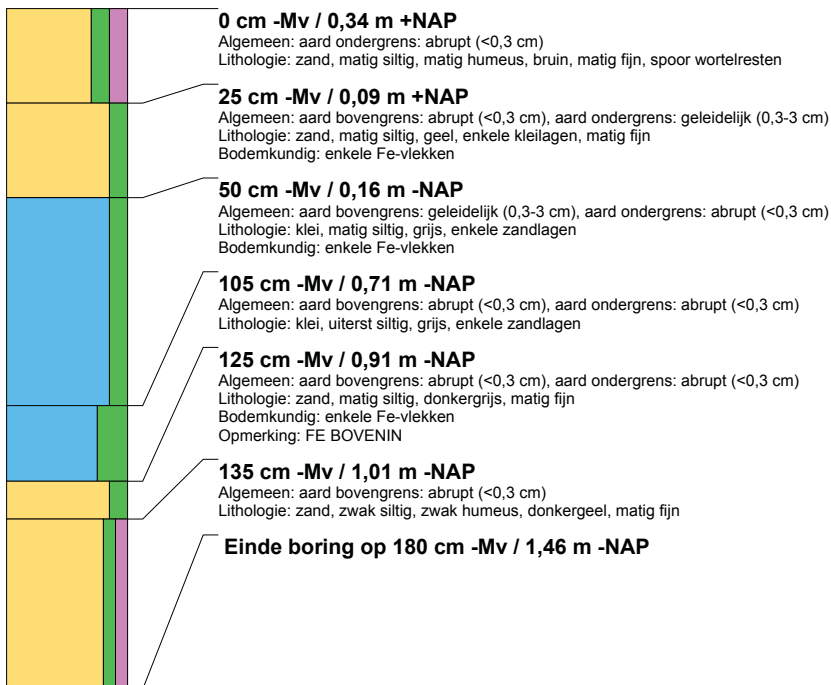 0 cm -Mv / 0,34 m +NAP
Algemeen: aard ondergrens: abrupt (<0,3 cm)
Lithologie: zand, matig siltig, matig humeus, bruin, matig fijn, spoor wortelresten
25 cm -Mv / 0,09 m +NAP
Algemeen: aard bovengrens: abrupt (<0,3 cm), aard ondergrens: geleidelijk (0,3-3 cm)
Lithologie: zand, matig siltig, geel, enkele kleilagen, matig fijn
Bodemkundig: enkele Fe-vlekken
50 cm -Mv / 0,16 m -NAP
Algemeen: aard bovengrens: geleidelijk (0,3-3 cm), aard ondergrens: abrupt (<0,3 cm)
Lithologie: klei, matig siltig, grijs, enkele zandlagen
Bodemkundig: enkele Fe-vlekken
105 cm -Mv / 0,71 m -NAP
Algemeen: aard bovengrens: abrupt (<0,3 cm), aard ondergrens: abrupt (<0,3 cm)
Lithologie: klei, uiterst siltig, grijs, enkele zandlagen
125 cm -Mv / 0,91 m -NAP
Algemeen: aard bovengrens: abrupt (<0,3 cm), aard ondergrens: abrupt (<0,3 cm)
Lithologie: zand, matig siltig, donkergrijs, matig fijn
Bodemkundig: enkele Fe-vlekken
Opmerking: FE BOVENIN
135 cm -Mv / 1,01 m -NAP
Algemeen: aard bovengrens: abrupt (<0,3 cm)
Lithologie: zand, zwak siltig, zwak humeus, donkergeel, matig fijn
Einde boring op 180 cm -Mv / 1,46 m -NAP